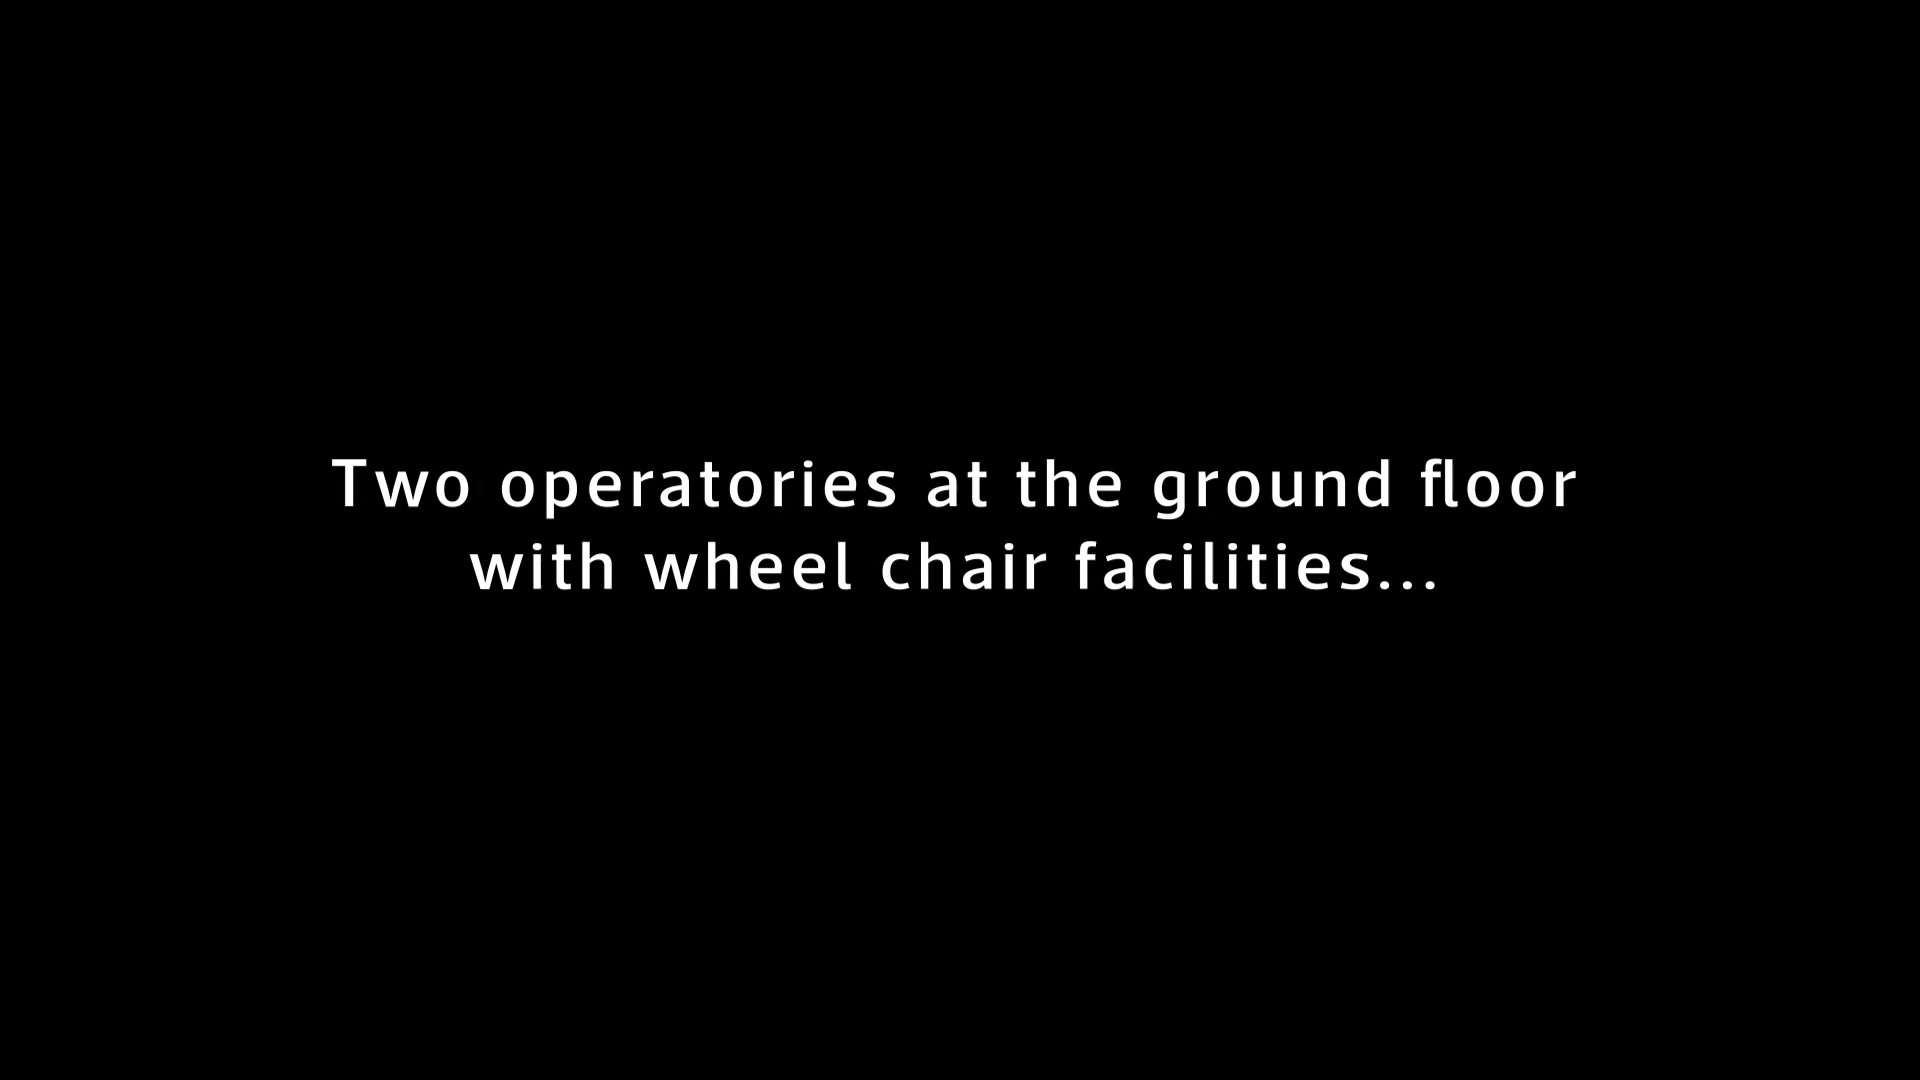 Two operatories at the ground floor
with wheel chair facilities...